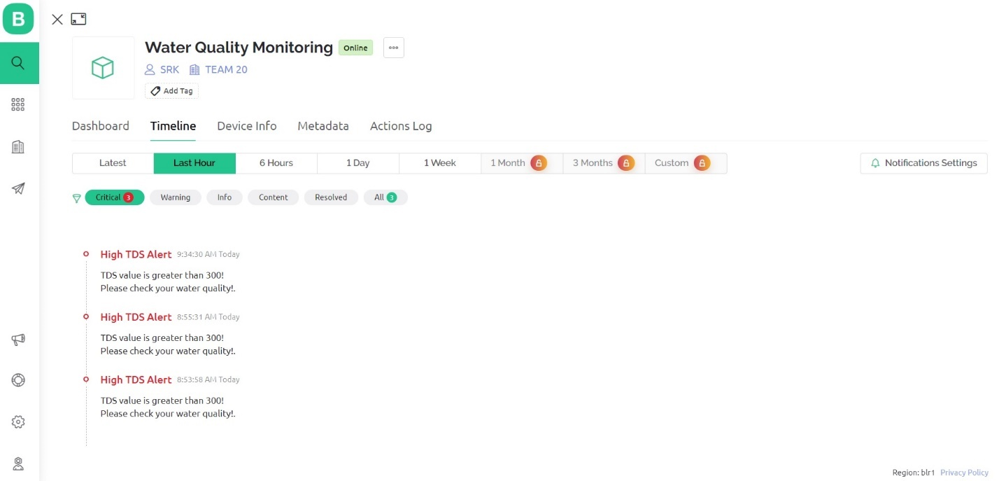 B
Water Quality Monitoring Online
SRK TEAM 20
Add Tag
Dashboard Timeline Device Info Metadata Actions Log
Latest Last Hour 6 Hours 1 Day 1 Week 1 Month 3 Months Custom Notifications Settings
Critical 3 Warning Info Content Resolved All 3
High TDS Alert 9:34:30 AM Today
TDS value is greater than 300!
Please check your water quality!.
High TDS Alert 8:55:31 AM Today
TDS value is greater than 300!
Please check your water quality!.
High TDS Alert 8:53:58 AM Today
TDS value is greater than 300!
Please check your water quality!.
Region: blr1 Privacy Policy